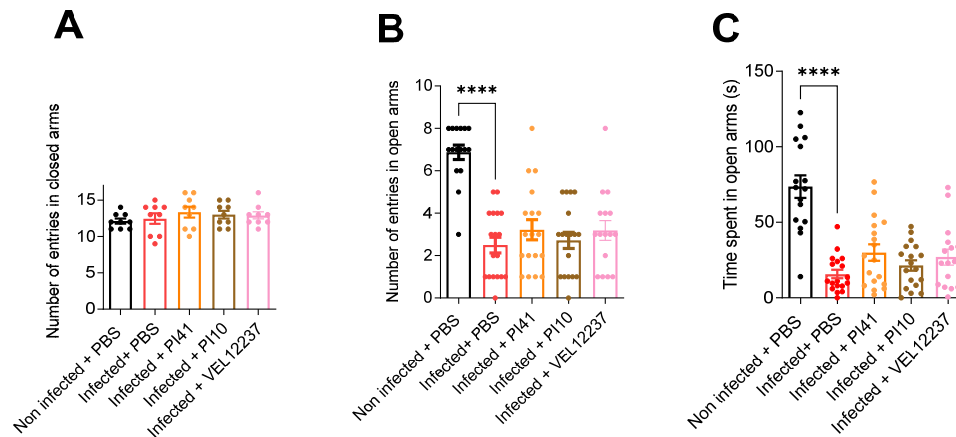 A
Number of entries in closed arms
15
10
5
0
Non infected + PBS
Infected+ PBS
Infected + PI41
Infected + PI10
Infected + VEL12237
B
Number of entries in open arms
10
8
6
4
2
0
****
Non infected + PBS
Infected+ PBS
Infected + PI41
Infected + PI10
Infected + VEL12237
C
Time spent in open arms (s)
150
100
50
0
****
Non infected + PBS
Infected + PBS
Infected + PI41
Infected + PI10
Infected + VEL12237